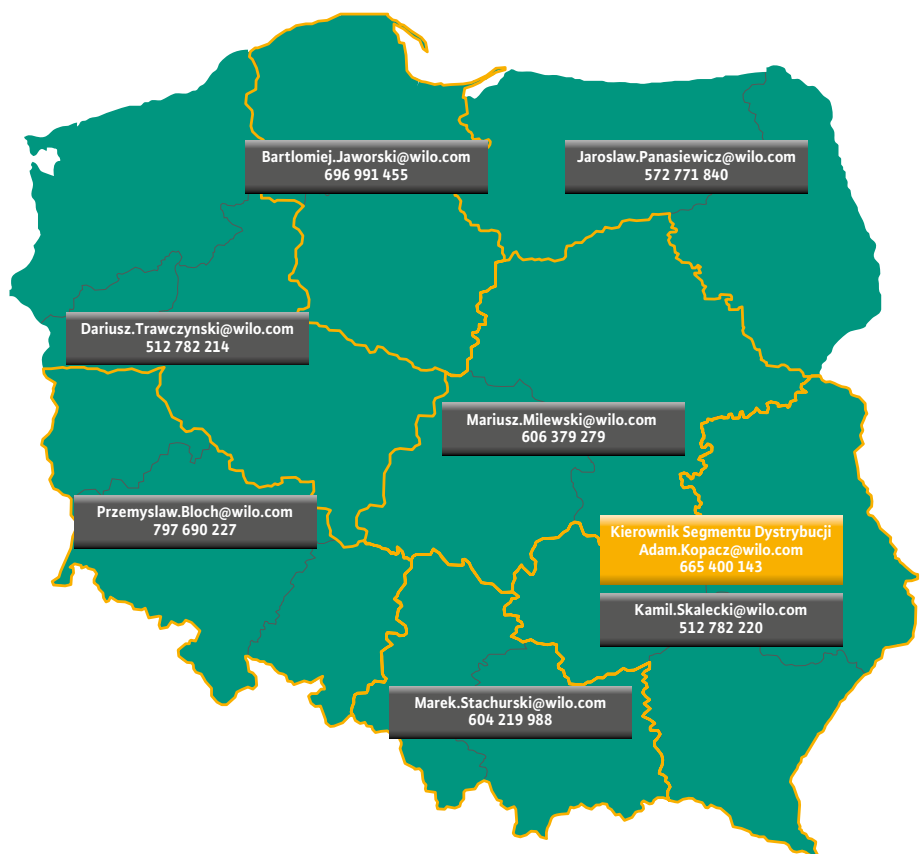 Bartlomiej.Jaworski@wilo.com
696 991 455
Jaroslaw.Panasiewicz@wilo.com
572 771 840
Dariusz.Trawczynski@wilo.com
512 782 214
Mariusz.Milewski@wilo.com
606 379 279
Przemyslaw.Bloch@wilo.com
797 690 227
Kierownik Segmentu Dystrybucji
Adam.Kopacz@wilo.com
665 400 143
Kamil.Skalecki@wilo.com
512 782 220
Marek.Stachurski@wilo.com
604 219 988